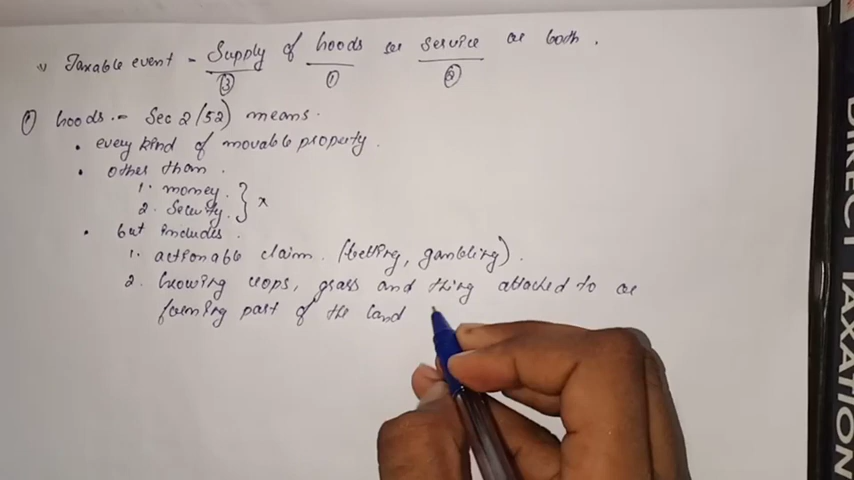 1) Taxable event - Supply of Goods or Service or both.
③ ① ②
① Goods :- Sec 2(52) means.
• every kind of movable property.
• other than.
1. money. } x
2. Security.
• but includes.
1. actionable claim. (betting, gambling).
2. Growing crops, grass and thing attached to or
forming part of the land
DIRECT TAXATION